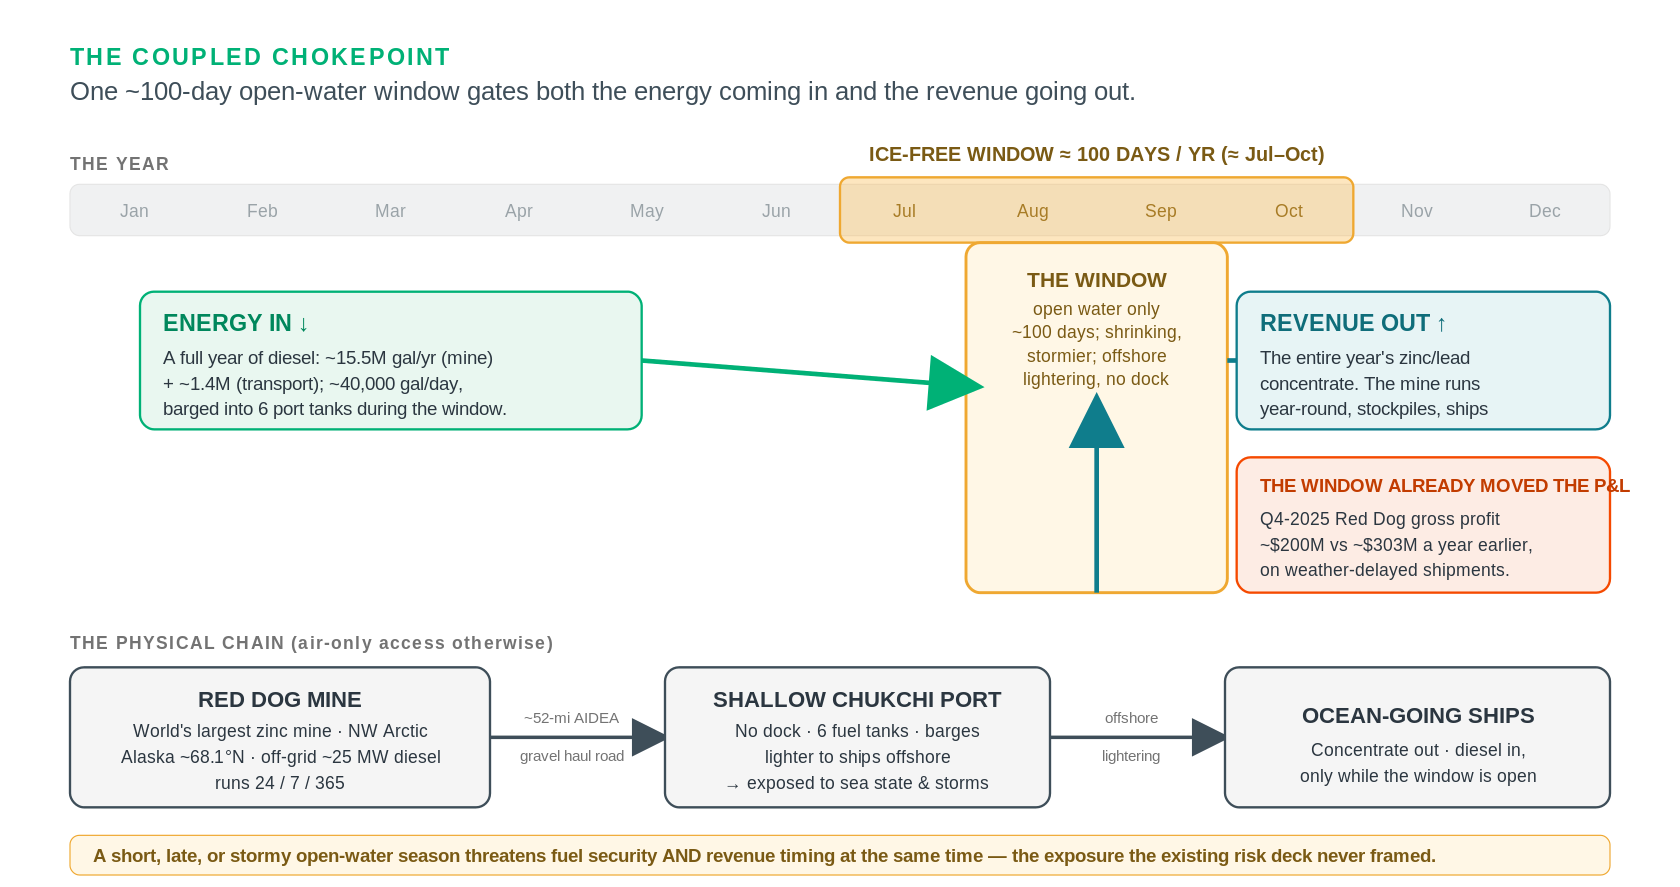 THE COUPLED CHOKEPOINT
One ~100-day open-water window gates both the energy coming in and the revenue going out.
ICE-FREE WINDOW ≈ 100 DAYS / YR (≈ Jul–Oct)
THE YEAR
Jan Feb Mar Apr May Jun Jul Aug Sep Oct Nov Dec
ENERGY IN ↓
A full year of diesel: ~15.5M gal/yr (mine)
+ ~1.4M (transport); ~40,000 gal/day,
barged into 6 port tanks during the window.
THE WINDOW
open water only
~100 days; shrinking,
stormier; offshore
lightering, no dock
REVENUE OUT ↑
The entire year's zinc/lead
concentrate. The mine runs
year-round, stockpiles, ships
THE WINDOW ALREADY MOVED THE P&L
Q4-2025 Red Dog gross profit
~$200M vs ~$303M a year earlier,
on weather-delayed shipments.
THE PHYSICAL CHAIN (air-only access otherwise)
RED DOG MINE
World's largest zinc mine · NW Arctic
Alaska ~68.1°N · off-grid ~25 MW diesel
runs 24 / 7 / 365
~52-mi AIDEA
gravel haul road
SHALLOW CHUKCHI PORT
No dock · 6 fuel tanks · barges
lighter to ships offshore
→ exposed to sea state & storms
offshore
lightering
OCEAN-GOING SHIPS
Concentrate out · diesel in,
only while the window is open
A short, late, or stormy open-water season threatens fuel security AND revenue timing at the same time — the exposure the existing risk deck never framed.